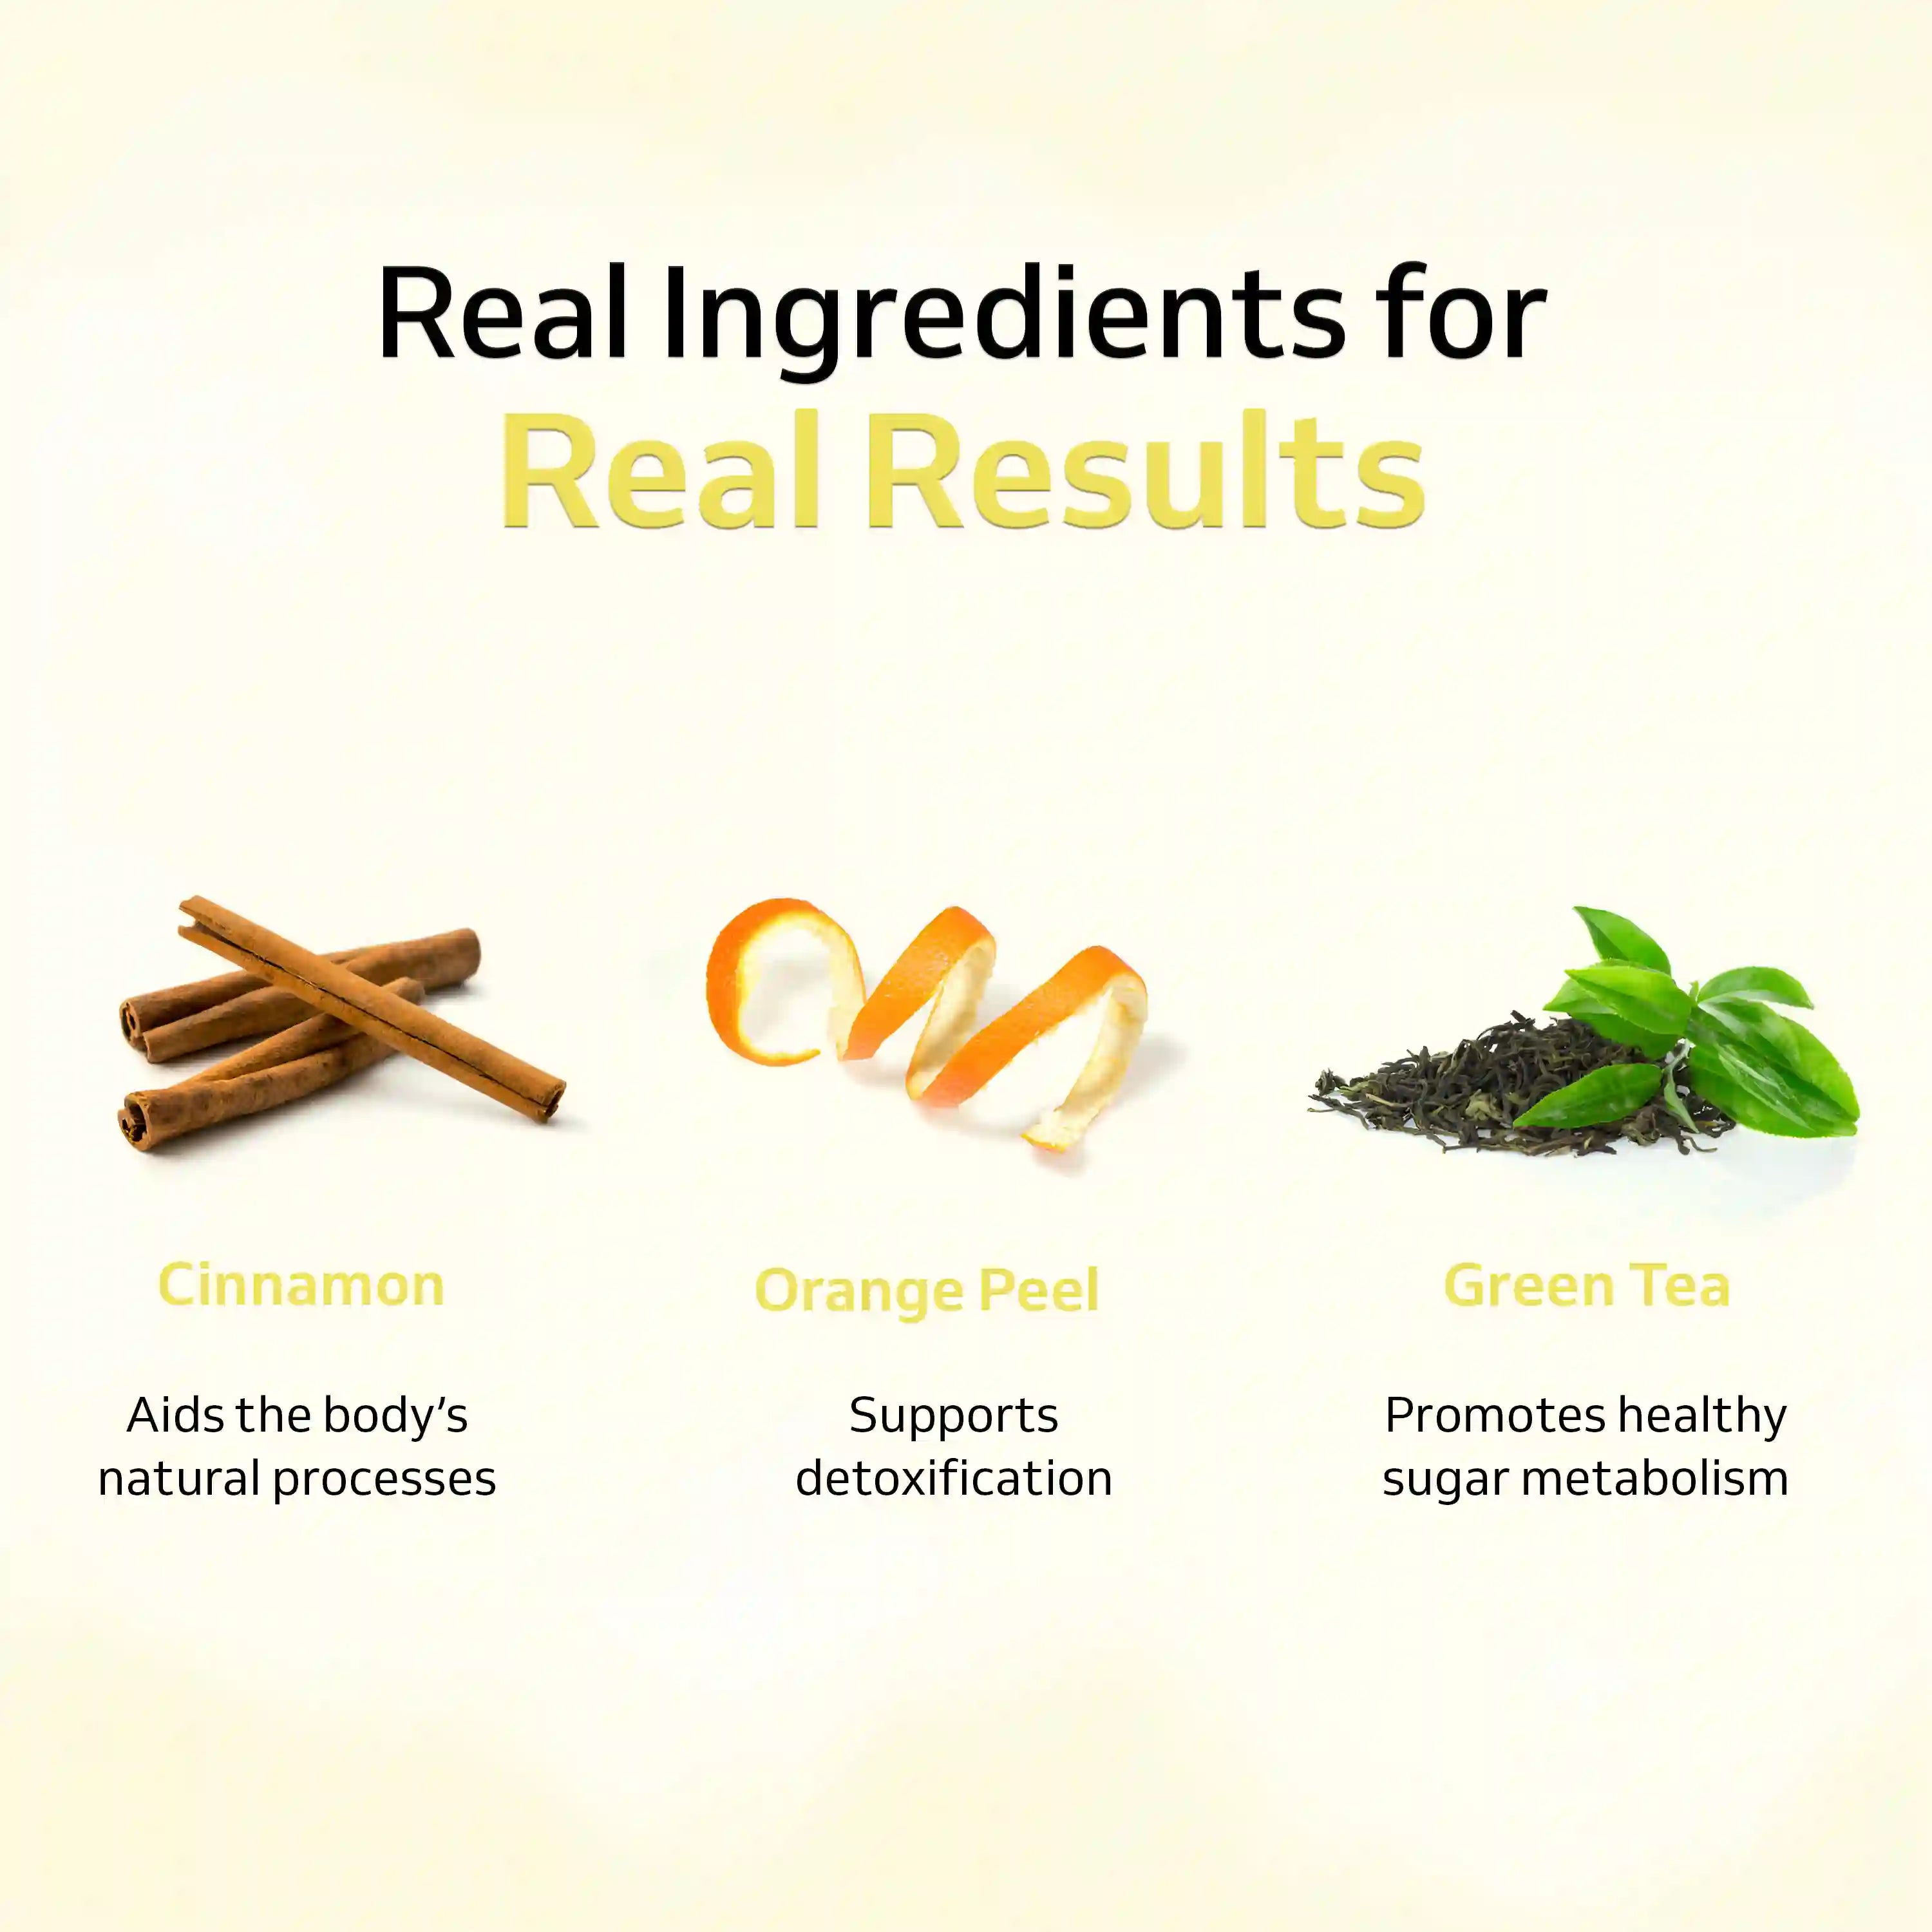 Real Ingredients for
Real Results
Cinnamon
Aids the body’s
natural processes
Orange Peel
Supports
detoxification
Green Tea
Promotes healthy
sugar metabolism